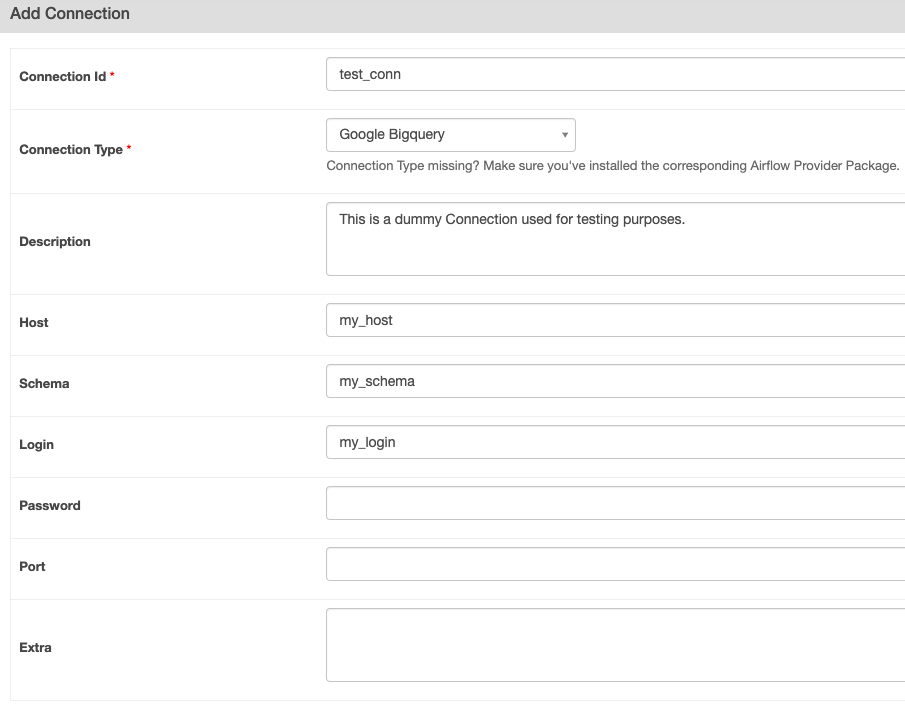 Add Connection
Connection Id *
test_conn
Connection Type *
Google Bigquery
Connection Type missing? Make sure you've installed the corresponding Airflow Provider Package.
Description
This is a dummy Connection used for testing purposes.
Host
my_host
Schema
my_schema
Login
my_login
Password
Port
Extra